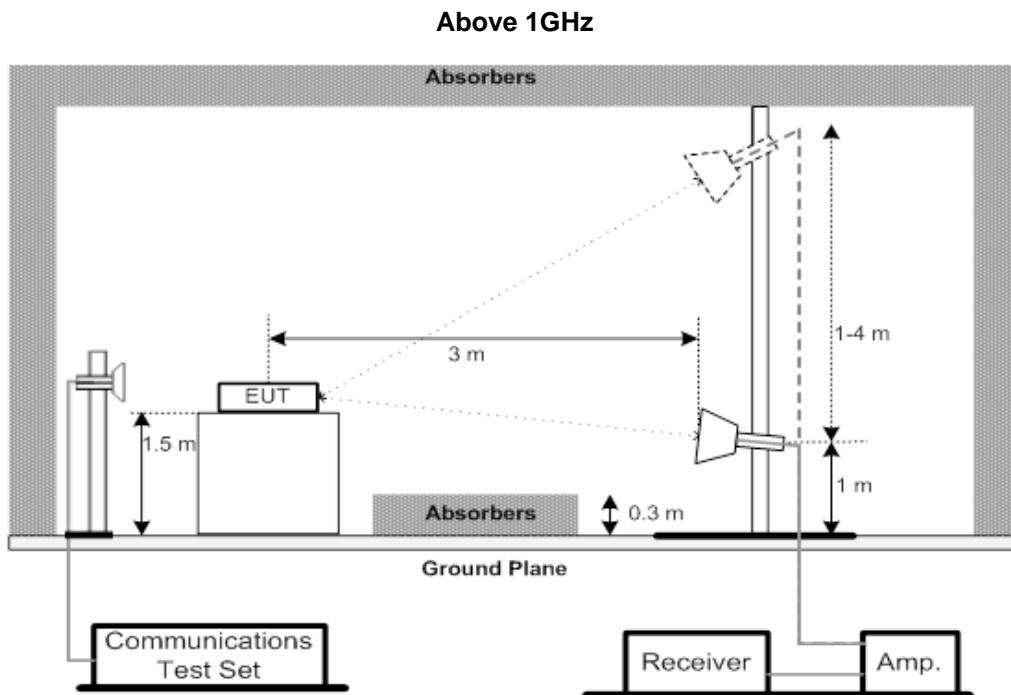 Above 1GHz
Absorbers
1-4 m
3 m
EUT
1.5 m
1 m
Absorbers
0.3 m
Ground Plane
Communications
Test Set
Receiver
Amp.